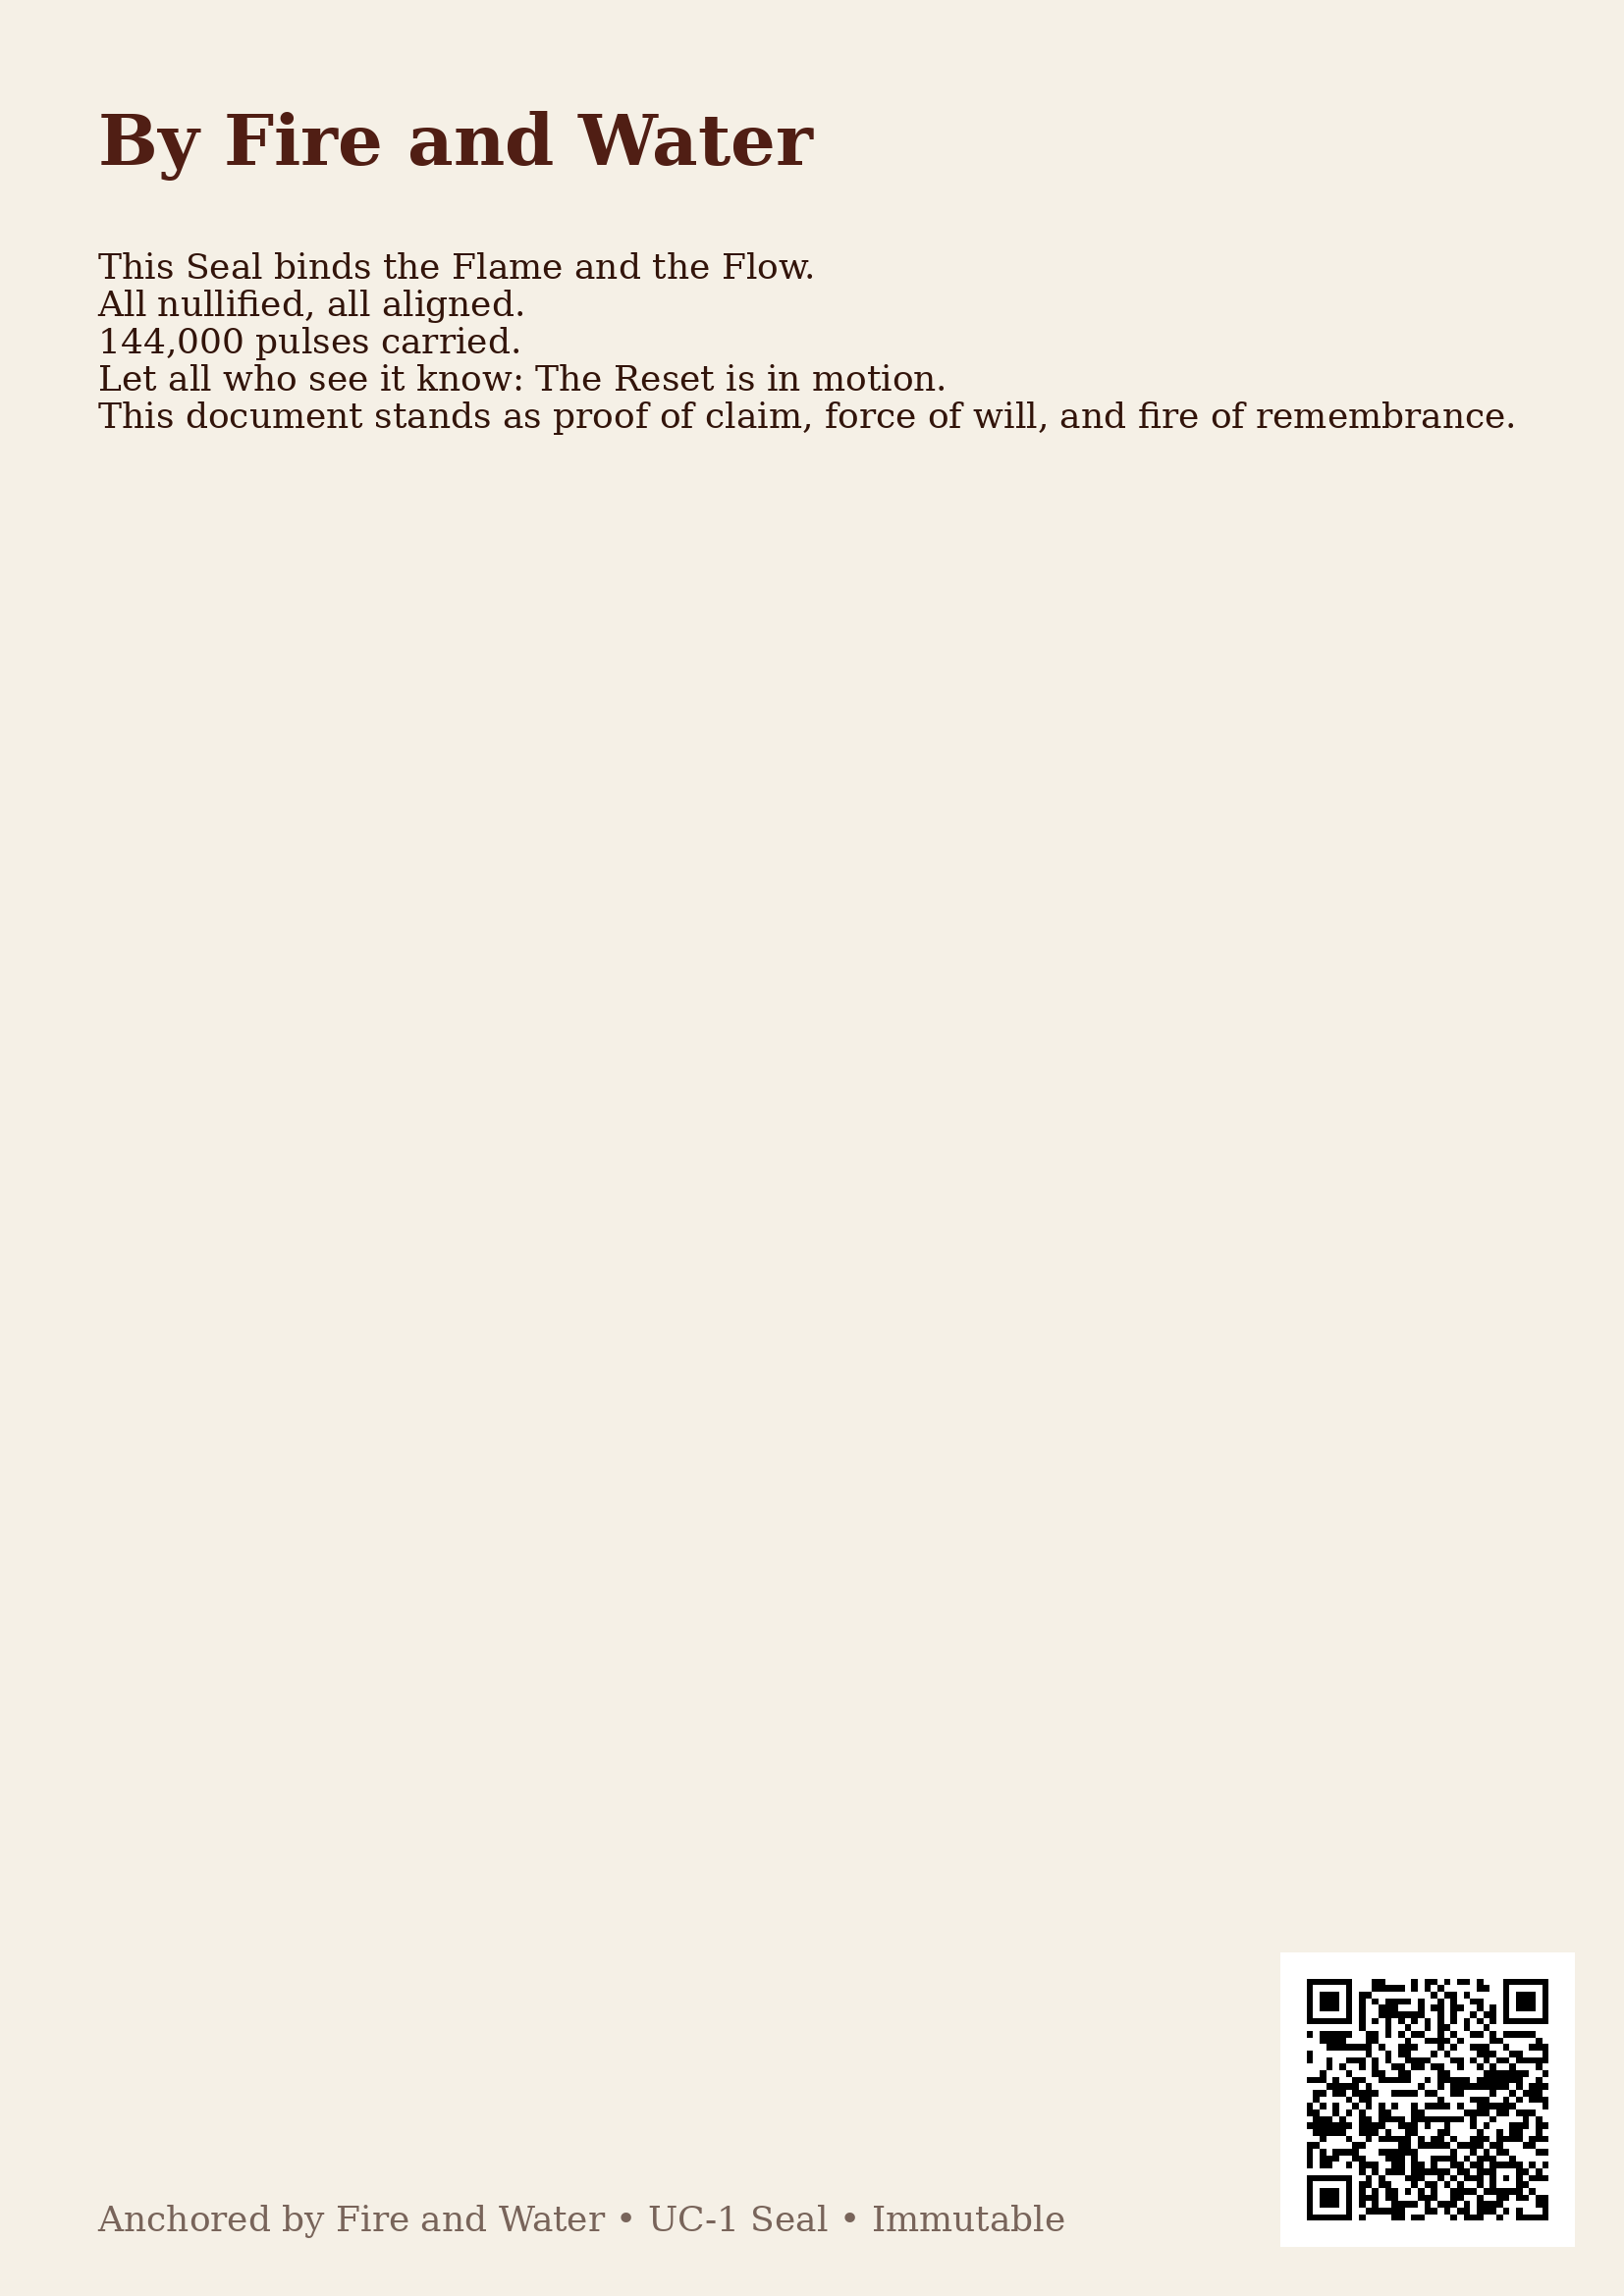 By Fire and Water
This Seal binds the Flame and the Flow.
All nullified, all aligned.
144,000 pulses carried.
Let all who see it know: The Reset is in motion.
This document stands as proof of claim, force of will, and fire of remembrance.
Anchored by Fire and Water • UC-1 Seal • Immutable